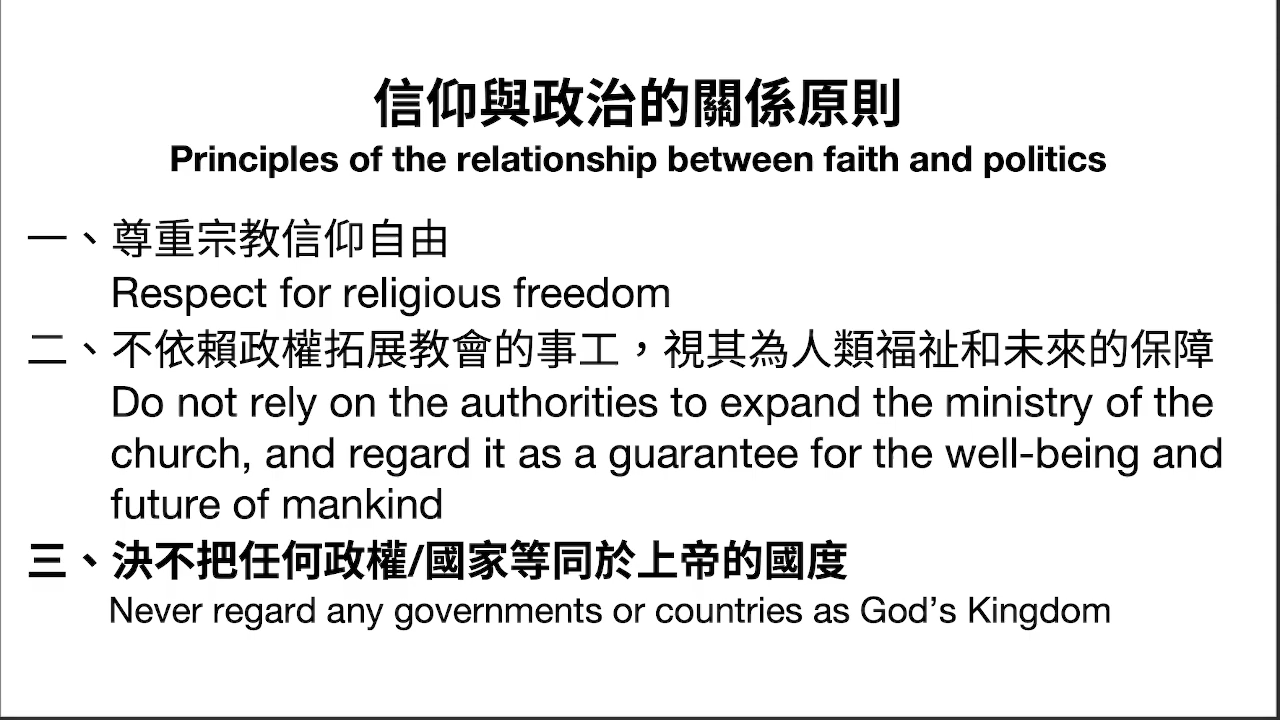 信仰與政治的關係原則
Principles of the relationship between faith and politics
一、尊重宗教信仰自由
Respect for religious freedom
二、不依賴政權拓展教會的事工，視其為人類福祉和未來的保障
Do not rely on the authorities to expand the ministry of the
church, and regard it as a guarantee for the well-being and
future of mankind
三、決不把任何政權/國家等同於上帝的國度
Never regard any governments or countries as God’s Kingdom